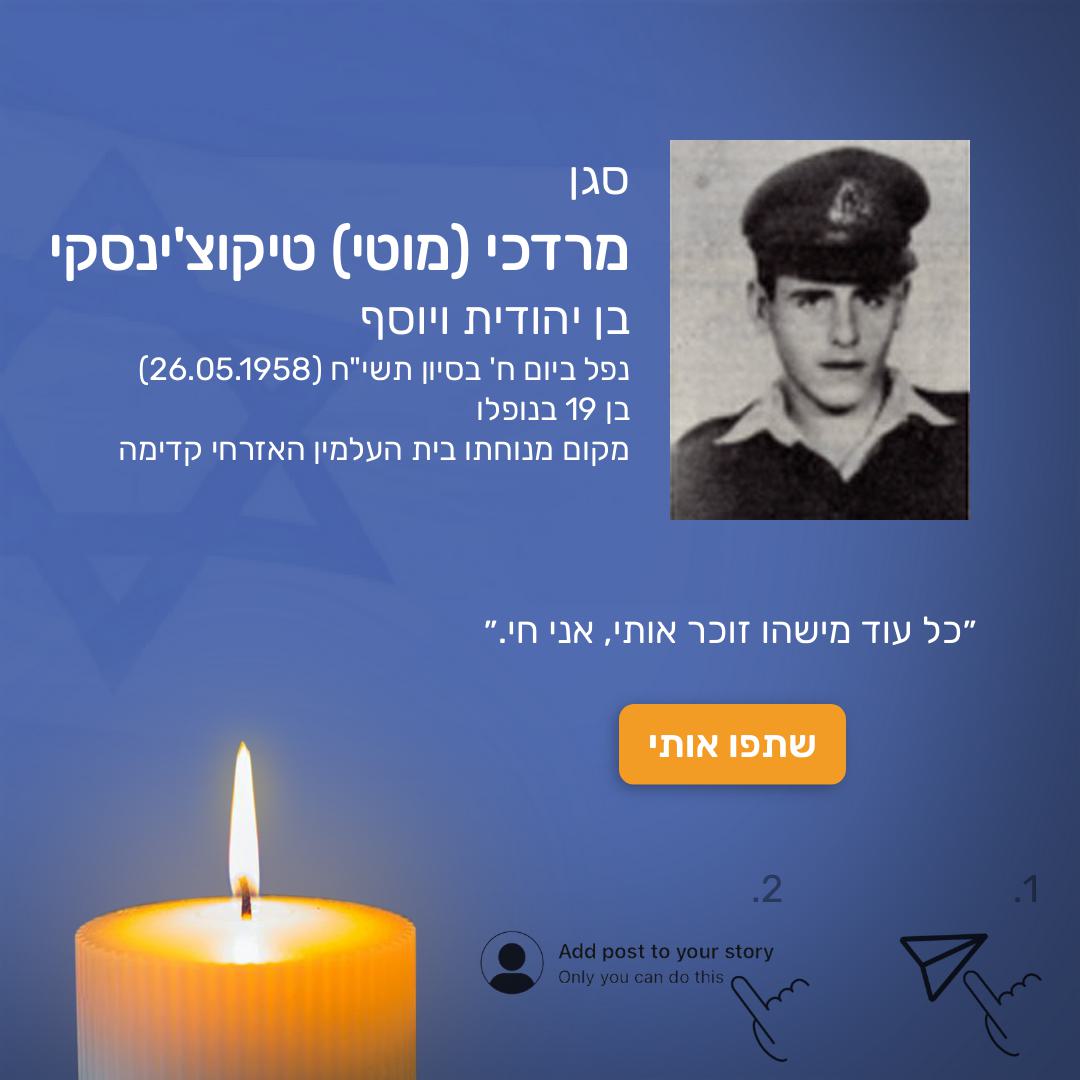 סגן
מרדכי (מוטי) טיקוצ'ינסקי
בן יהודית ויוסף
נפל ביום ח' בסיון תשי"ח (26.05.1958)
בן 19 בנופלו
מקום מנוחתו בית העלמין האזרחי קדימה
״כל עוד מישהו זוכר אותי, אני חי.״
שתפו אותי
1.
2.
Add post to your story
Only you can do this